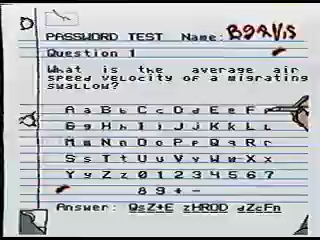 PASSWORD TEST Name: BeAViS
Question 1
What is the average air
speed velocity of a migrating
swallow?
A a B b C c D d E e F f
G g H h I i J j K k L l
M m N n O o P p Q q R r
S s T t U u V v W w X x
Y y Z z 0 1 2 3 4 5 6 7
8 9 + -
Answer: QsZ+E zHROD dZcFn